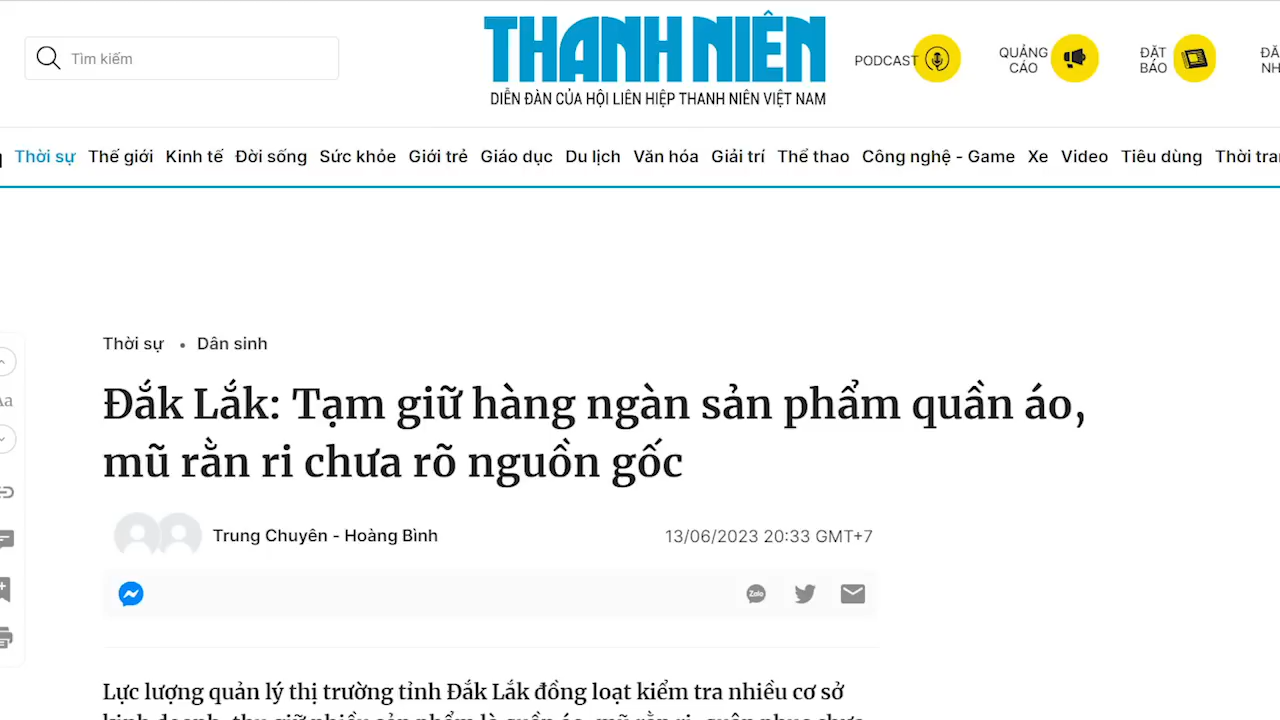 Tìm kiếm
THANH NIÊN
DIỄN ĐÀN CỦA HỘI LIÊN HIỆP THANH NIÊN VIỆT NAM
PODCAST
QUẢNG CÁO
ĐẶT BÁO
Thời sự Thế giới Kinh tế Đời sống Sức khỏe Giới trẻ Giáo dục Du lịch Văn hóa Giải trí Thể thao Công nghệ - Game Xe Video Tiêu dùng Thời
Thời sự • Dân sinh
Đắk Lắk: Tạm giữ hàng ngàn sản phẩm quần áo,
mũ rằn ri chưa rõ nguồn gốc
Trung Chuyên - Hoàng Bình
13/06/2023 20:33 GMT+7
Zalo
Lực lượng quản lý thị trường tỉnh Đắk Lắk đồng loạt kiểm tra nhiều cơ sở